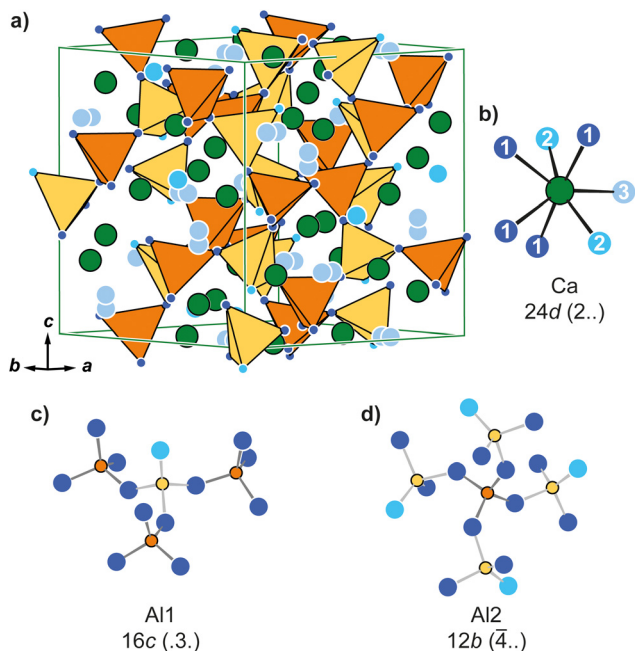 a)
c
b a
b)
1 2 1
3
1 1 2
Ca
24d (2..)
c)
Al1
16c (.3.)
d)
Al2
12b (4̅..)